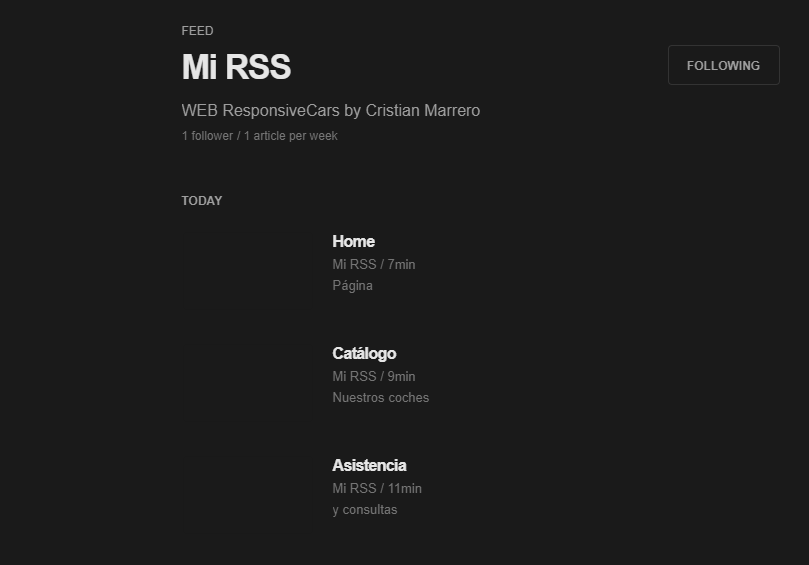 FEED
Mi RSS
FOLLOWING
WEB ResponsiveCars by Cristian Marrero
1 follower / 1 article per week
TODAY
Home
Mi RSS / 7min
Página
Catálogo
Mi RSS / 9min
Nuestros coches
Asistencia
Mi RSS / 11min
y consultas